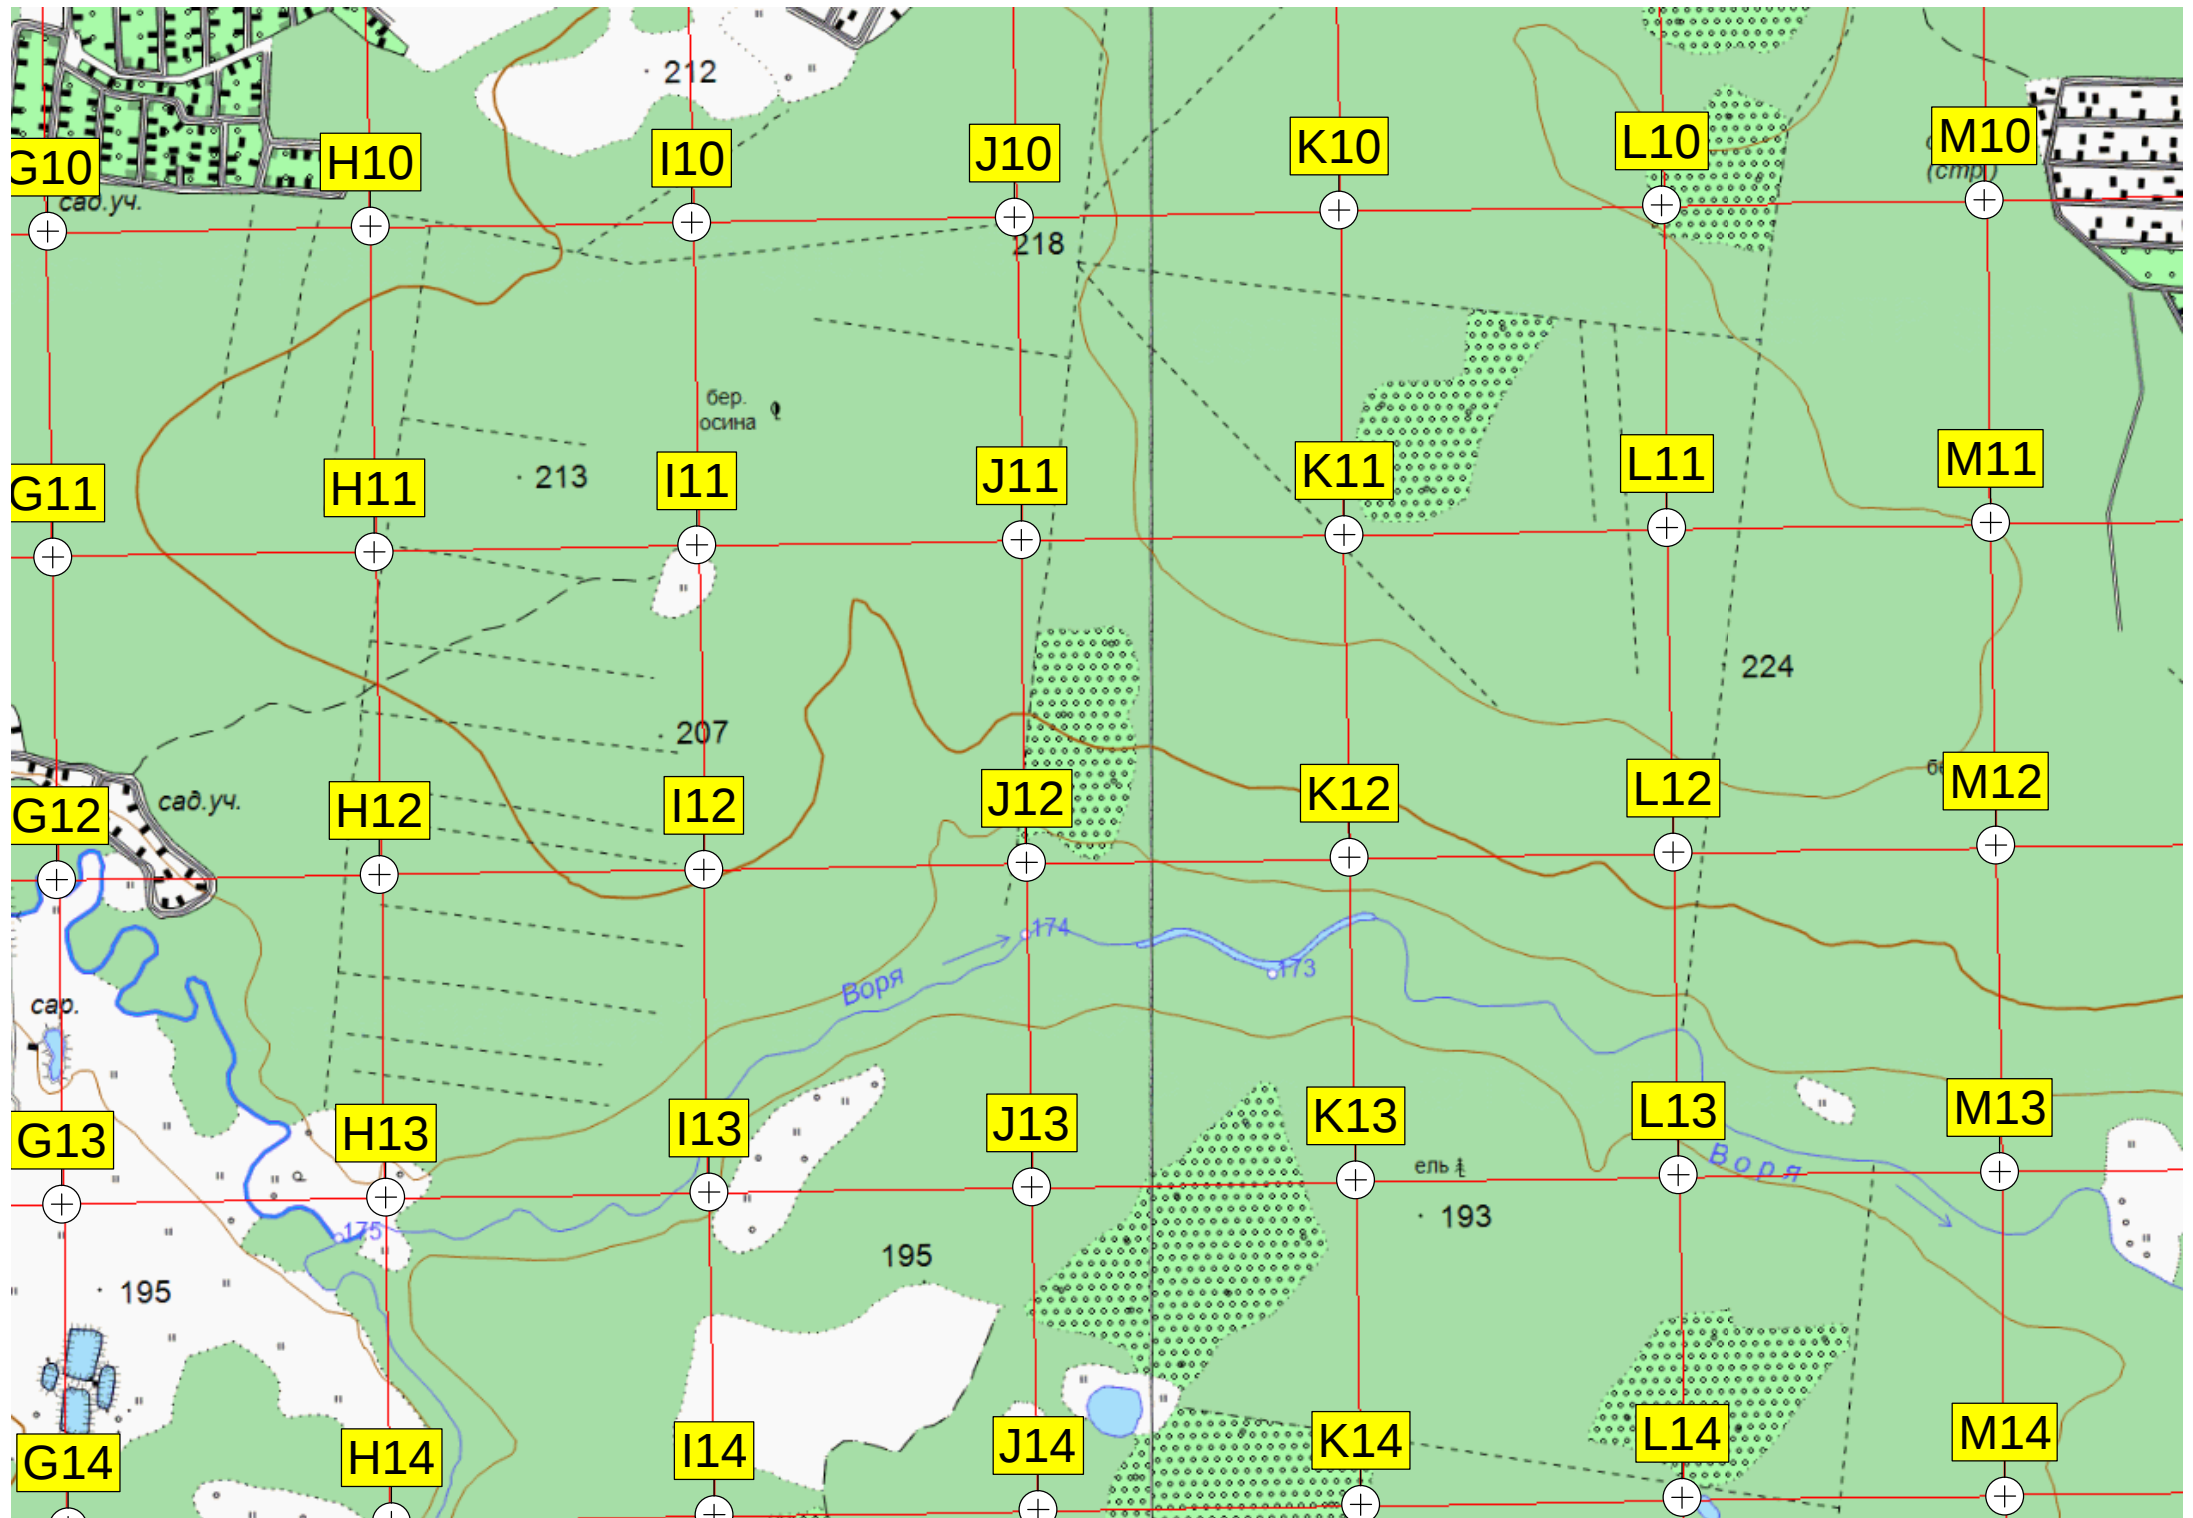 212
G10
H10
I10
J10
K10
L10
M10
(стр.)
сад.уч.
218
бер.
осина
213
G11
H11
I11
J11
K11
L11
M11
224
207
сад.уч.
G12
H12
I12
J12
K12
L12
M12
174
173
Воря
сар.
G13
H13
I13
J13
K13
L13
M13
Воря
ель
193
175
195
195
G14
H14
I14
J14
K14
L14
M14